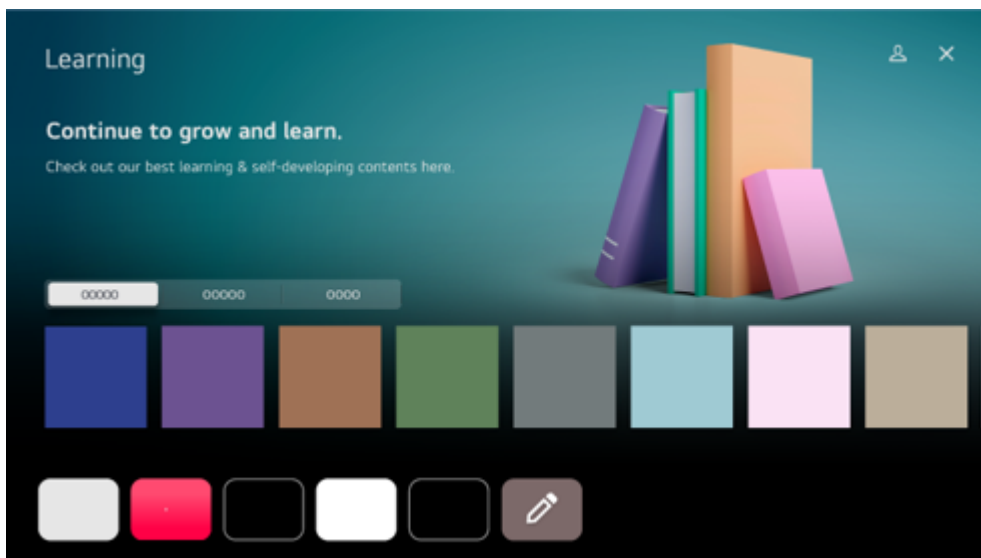 Learning
Continue to grow and learn.
Check out our best learning & self-developing contents here.
00000 00000 0000